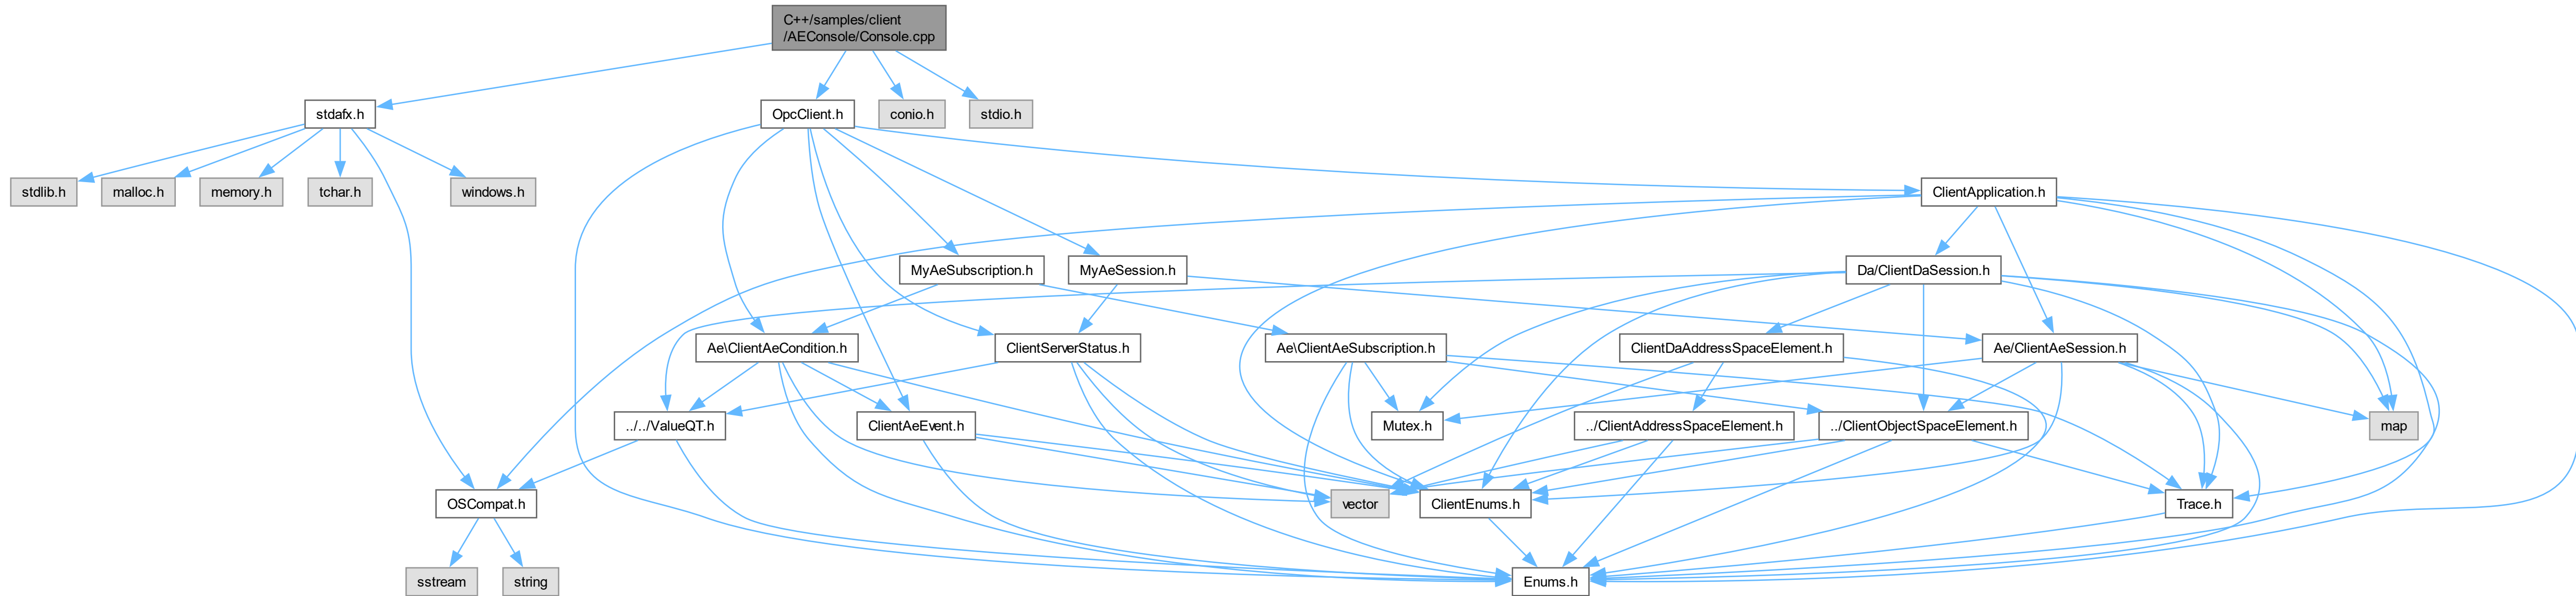 C++/samples/client
/AEConsole/Console.cpp
stdafx.h
OpcClient.h
conio.h
stdio.h
stdlib.h
malloc.h
memory.h
tchar.h
windows.h
ClientApplication.h
MyAeSubscription.h
MyAeSession.h
Da/ClientDaSession.h
Ae\ClientAeCondition.h
ClientServerStatus.h
Ae\ClientAeSubscription.h
ClientDaAddressSpaceElement.h
Ae/ClientAeSession.h
../../ValueQT.h
ClientAeEvent.h
Mutex.h
../ClientAddressSpaceElement.h
../ClientObjectSpaceElement.h
map
OSCompat.h
vector
ClientEnums.h
Trace.h
sstream
string
Enums.h